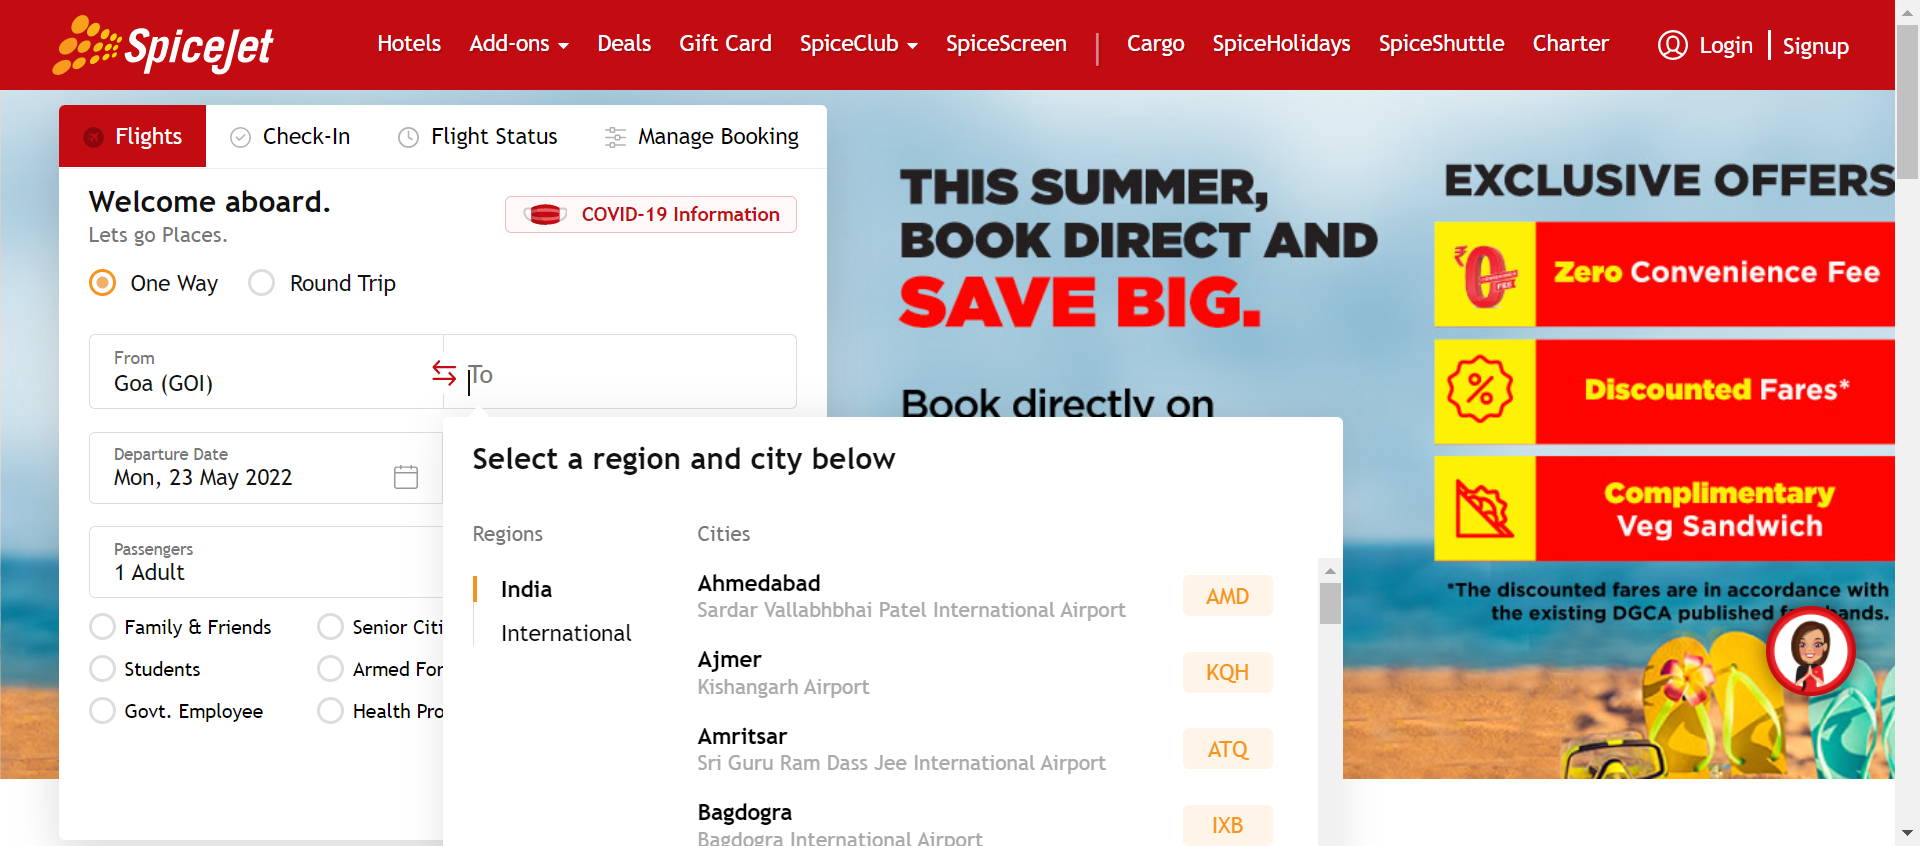 SpiceJet
Hotels Add-ons Deals Gift Card SpiceClub SpiceScreen Cargo SpiceHolidays SpiceShuttle Charter Login Signup
Flights Check-In Flight Status Manage Booking
Welcome aboard.
Lets go Places.
COVID-19 Information
One Way Round Trip
From
Goa (GOI)
To
Departure Date
Mon, 23 May 2022
Passengers
1 Adult
Family & Friends Senior Citi
Students Armed For
Govt. Employee Health Pro
Select a region and city below
Regions
India
International
Cities
Ahmedabad
Sardar Vallabhbhai Patel International Airport
AMD
Ajmer
Kishangarh Airport
KQH
Amritsar
Sri Guru Ram Dass Jee International Airport
ATQ
Bagdogra
Bagdogra International Airport
IXB
THIS SUMMER,
BOOK DIRECT AND
SAVE BIG.
Book directly on
EXCLUSIVE OFFERS
Zero Convenience Fee
Discounted Fares*
Complimentary
Veg Sandwich
*The discounted fares are in accordance with
the existing DGCA published